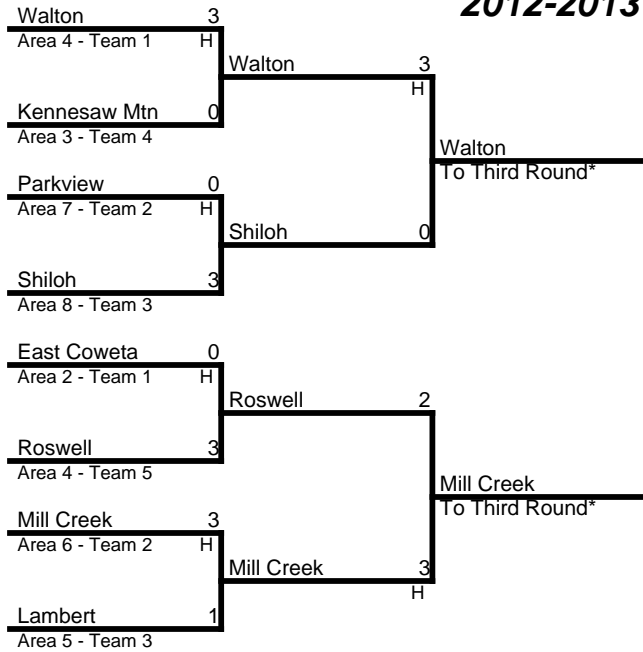 2012-2013
Walton 3
Area 4 - Team 1 H
Walton 3
H
Kennesaw Mtn 0
Area 3 - Team 4
Walton
To Third Round*
Parkview 0
Area 7 - Team 2 H
Shiloh 0
Shiloh 3
Area 8 - Team 3
East Coweta 0
Area 2 - Team 1 H
Roswell 2
Roswell 3
Area 4 - Team 5
Mill Creek
To Third Round*
Mill Creek 3
Area 6 - Team 2 H
Mill Creek 3
H
Lambert 1
Area 5 - Team 3